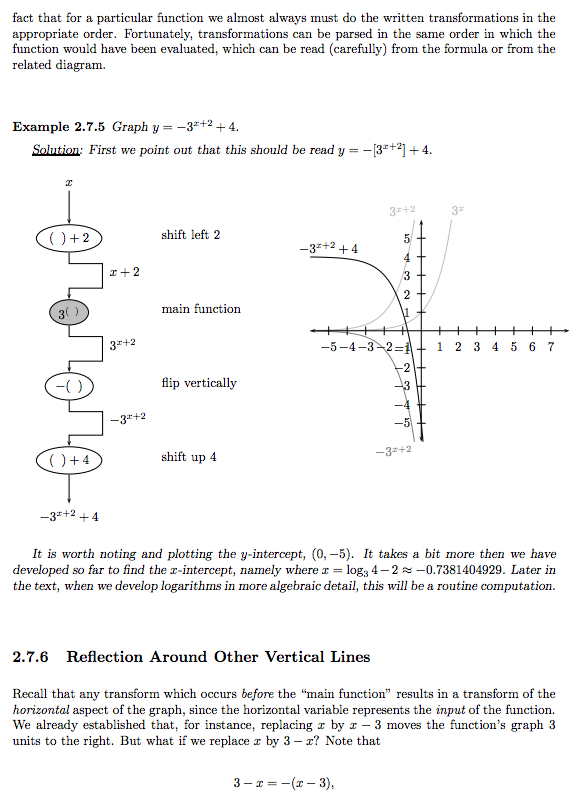 fact that for a particular function we almost always must do the written transformations in the
appropriate order. Fortunately, transformations can be parsed in the same order in which the
function would have been evaluated, which can be read (carefully) from the formula or from the
related diagram.
Example 2.7.5 Graph y = −3^{x+2} + 4.
Solution: First we point out that this should be read y = −[3^{x+2}] + 4.
x
( ) + 2
shift left 2
x + 2
3^{( )}
main function
3^{x+2}
−( )
flip vertically
−3^{x+2}
( ) + 4
shift up 4
−3^{x+2} + 4
3^{x+2}
3^x
−3^{x+2} + 4
5
4
3
2
1
−5 −4 −3 −2 −1 1 2 3 4 5 6 7
−2
−3
−4
−5
−3^{x+2}
It is worth noting and plotting the y-intercept, (0, −5). It takes a bit more then we have
developed so far to find the x-intercept, namely where x = log₃ 4 − 2 ≈ −0.7381404929. Later in
the text, when we develop logarithms in more algebraic detail, this will be a routine computation.
2.7.6 Reflection Around Other Vertical Lines
Recall that any transform which occurs before the “main function” results in a transform of the
horizontal aspect of the graph, since the horizontal variable represents the input of the function.
We already established that, for instance, replacing x by x − 3 moves the function’s graph 3
units to the right. But what if we replace x by 3 − x? Note that
3 − x = −(x − 3),